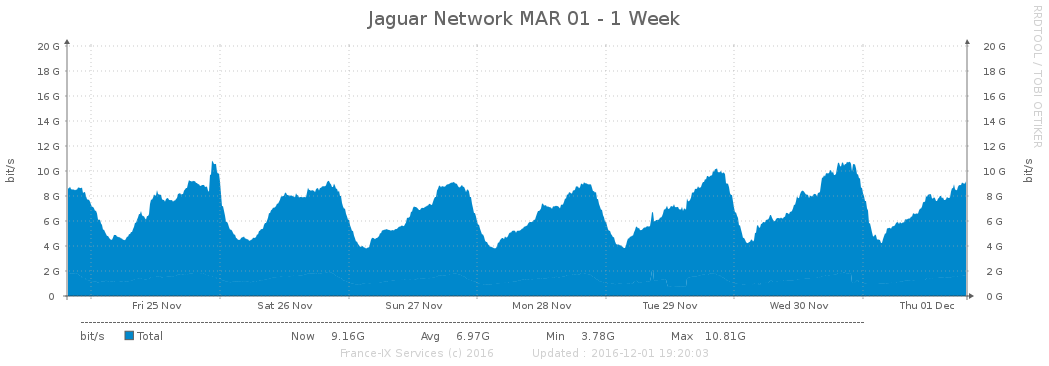 Jaguar Network MAR 01 - 1 Week
RRDTOOL / TOBI OETIKER
bit/s
20 G 20 G
18 G 18 G
16 G 16 G
14 G 14 G
12 G 12 G
10 G 10 G
8 G 8 G
6 G 6 G
4 G 4 G
2 G 2 G
0 0 G
bit/s
Fri 25 Nov Sat 26 Nov Sun 27 Nov Mon 28 Nov Tue 29 Nov Wed 30 Nov Thu 01 Dec
bit/s Total Now 9.16G Avg 6.97G Min 3.78G Max 10.81G
France-IX Services (c) 2016 Updated : 2016-12-01 19:20:03